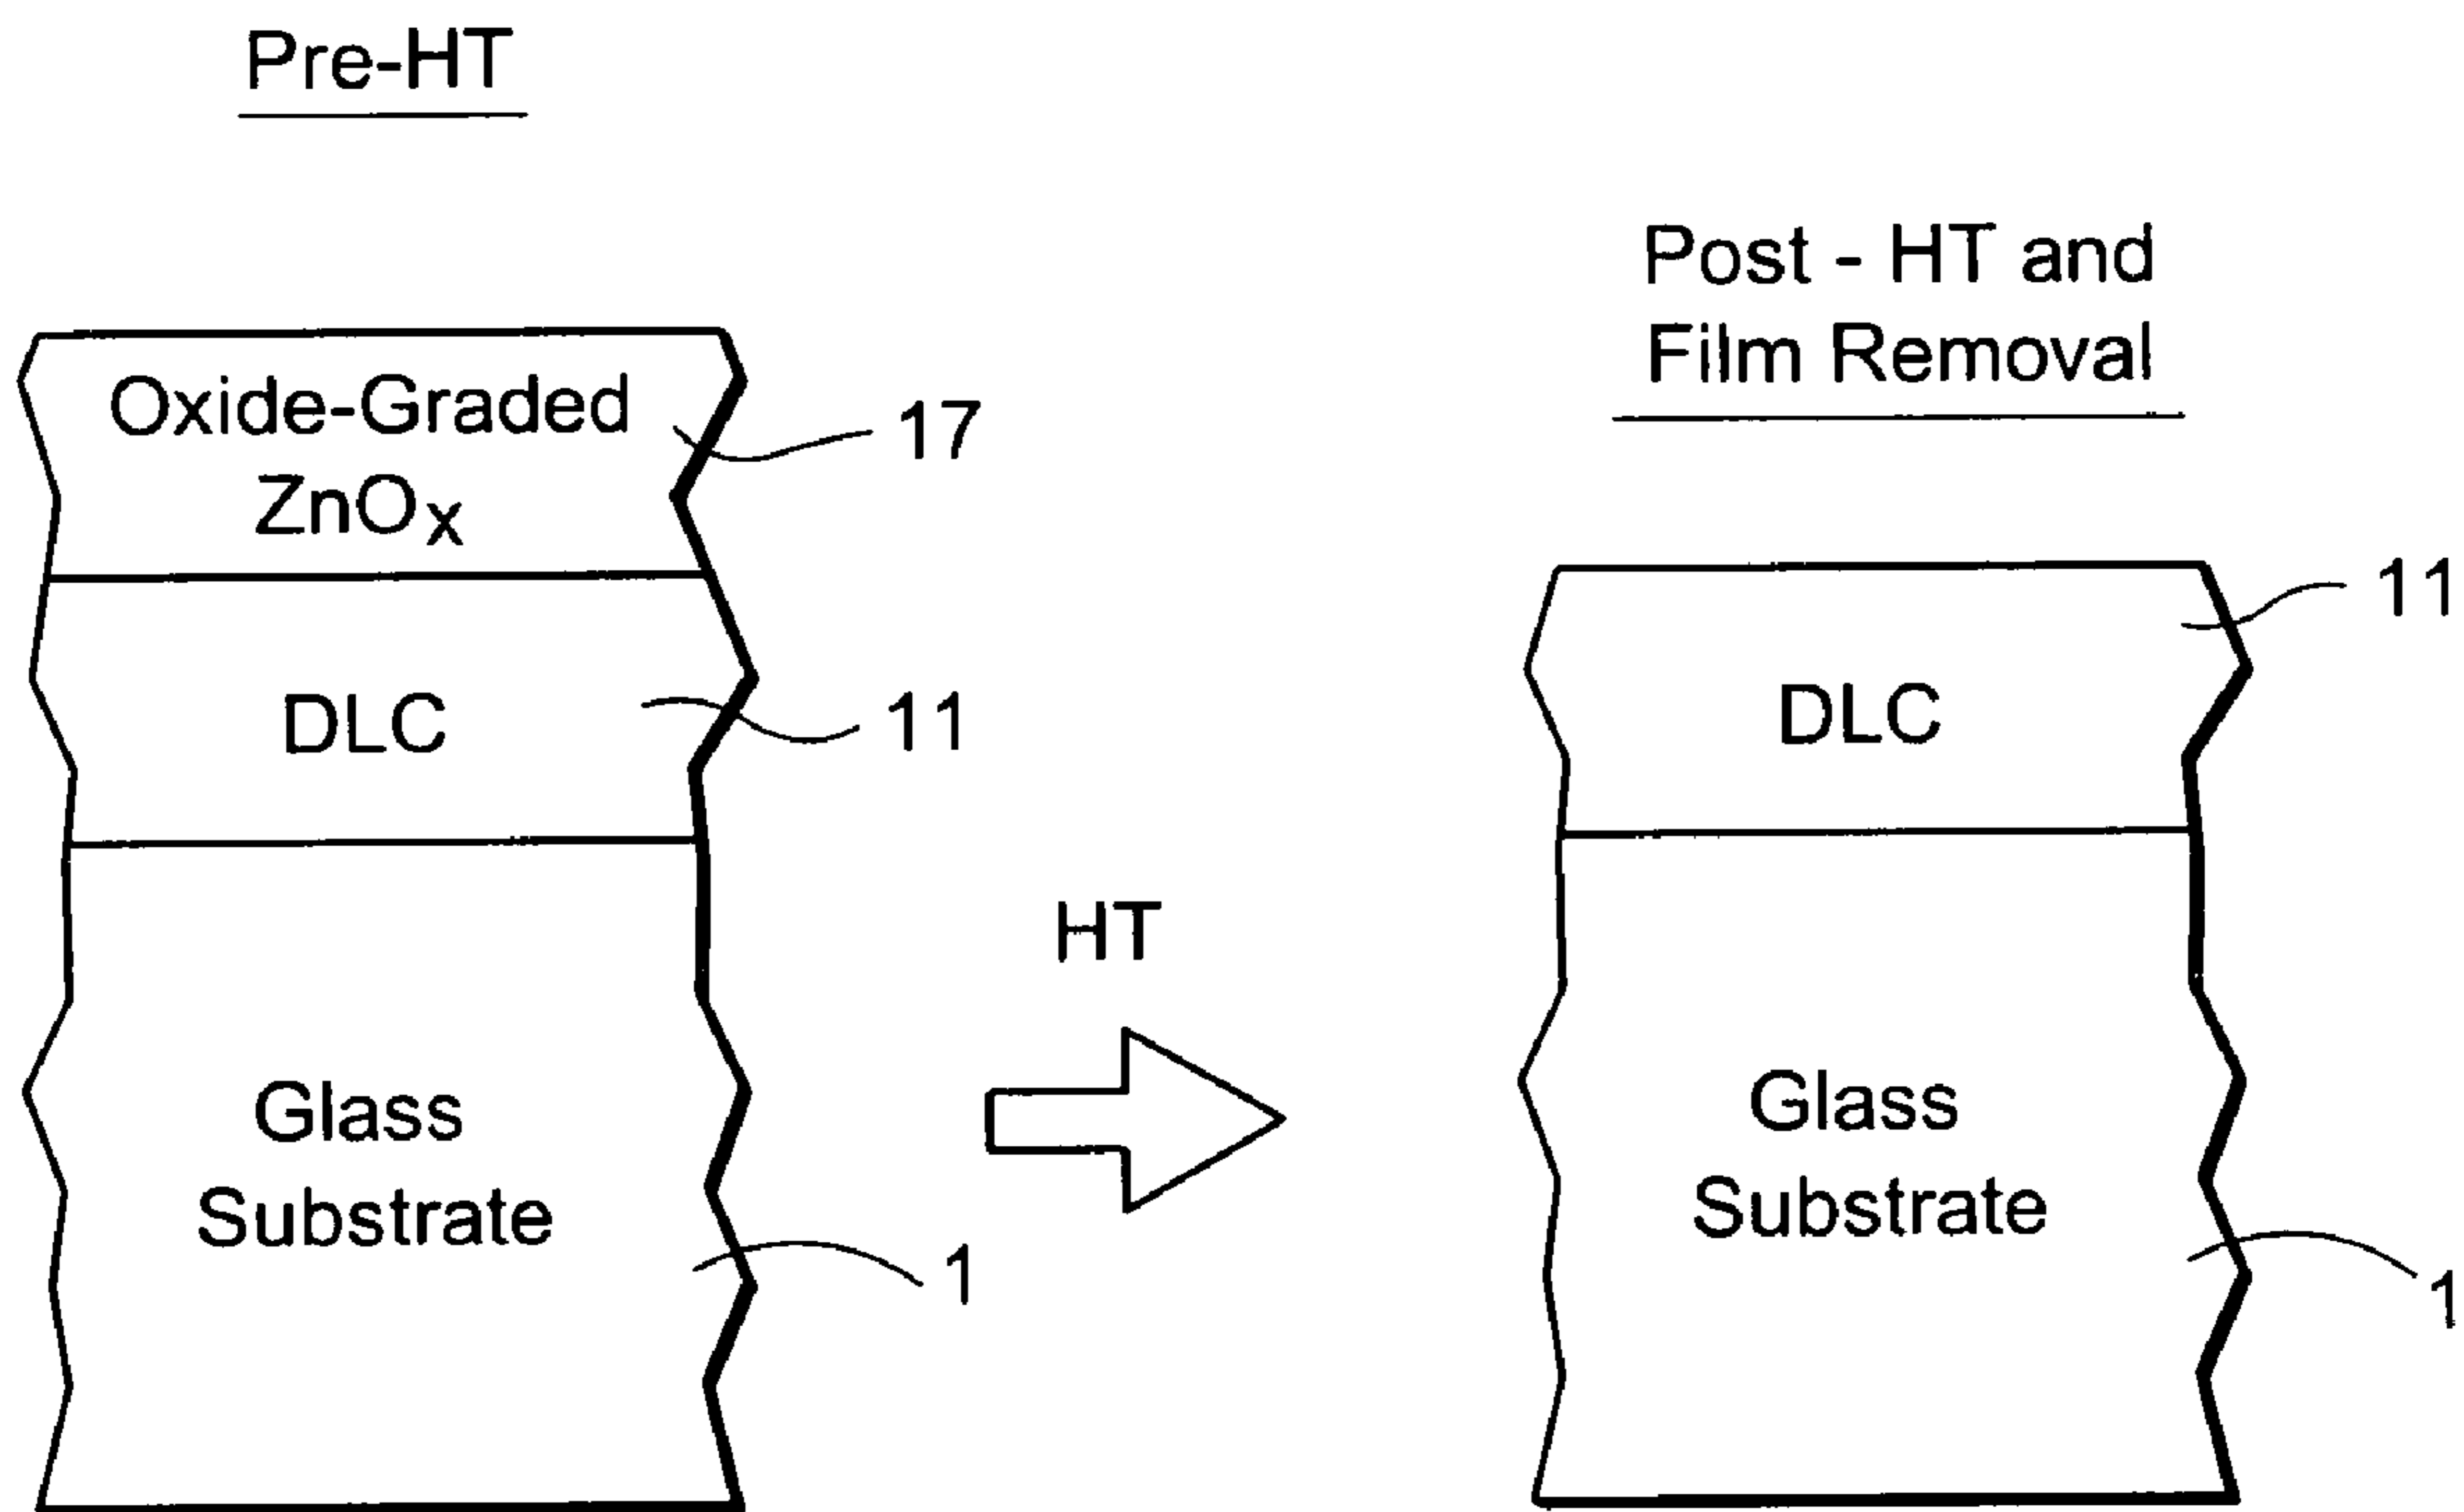 Pre-HT
Oxide-Graded
ZnOx
17
DLC
11
Glass
Substrate
1
HT
Post - HT and
Film Removal
11
DLC
Glass
Substrate
1